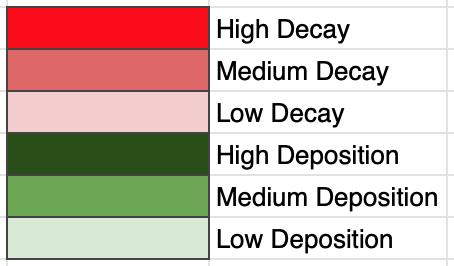 High Decay
Medium Decay
Low Decay
High Deposition
Medium Deposition
Low Deposition